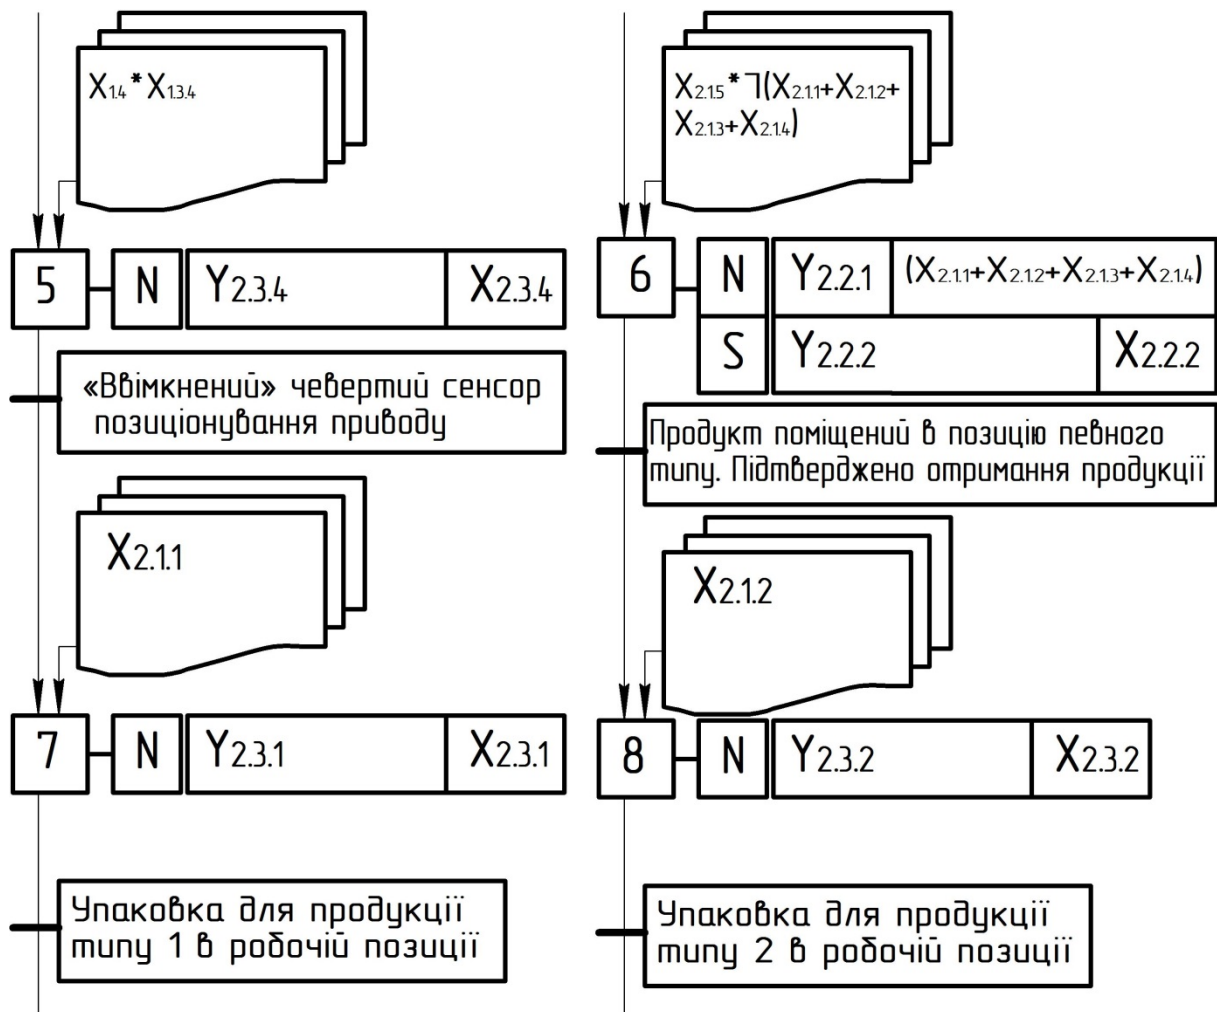 X1.4*X1.3.4
5 N Y2.3.4 X2.3.4
«Ввімкнений» чевертий сенсор
позиціонування приводу
X2.1.1
7 N Y2.3.1 X2.3.1
Упаковка для продукції
типу 1 в робочій позиції
X2.1.5*⅂(X2.1.1+X2.1.2+
X2.1.3+X2.1.4)
6 N Y2.2.1 (X2.1.1+X2.1.2+X2.1.3+X2.1.4)
S Y2.2.2 X2.2.2
Продукт поміщений в позицію певного
типу. Підтверджено отримання продукції
X2.1.2
8 N Y2.3.2 X2.3.2
Упаковка для продукції
типу 2 в робочій позиції